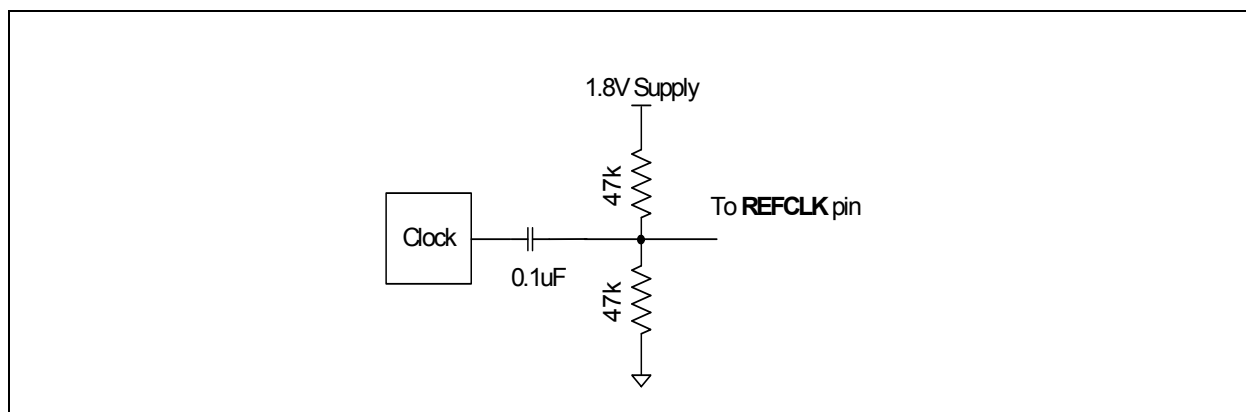 1.8V Supply
47k
To REFCLK pin
Clock
0.1uF
47k